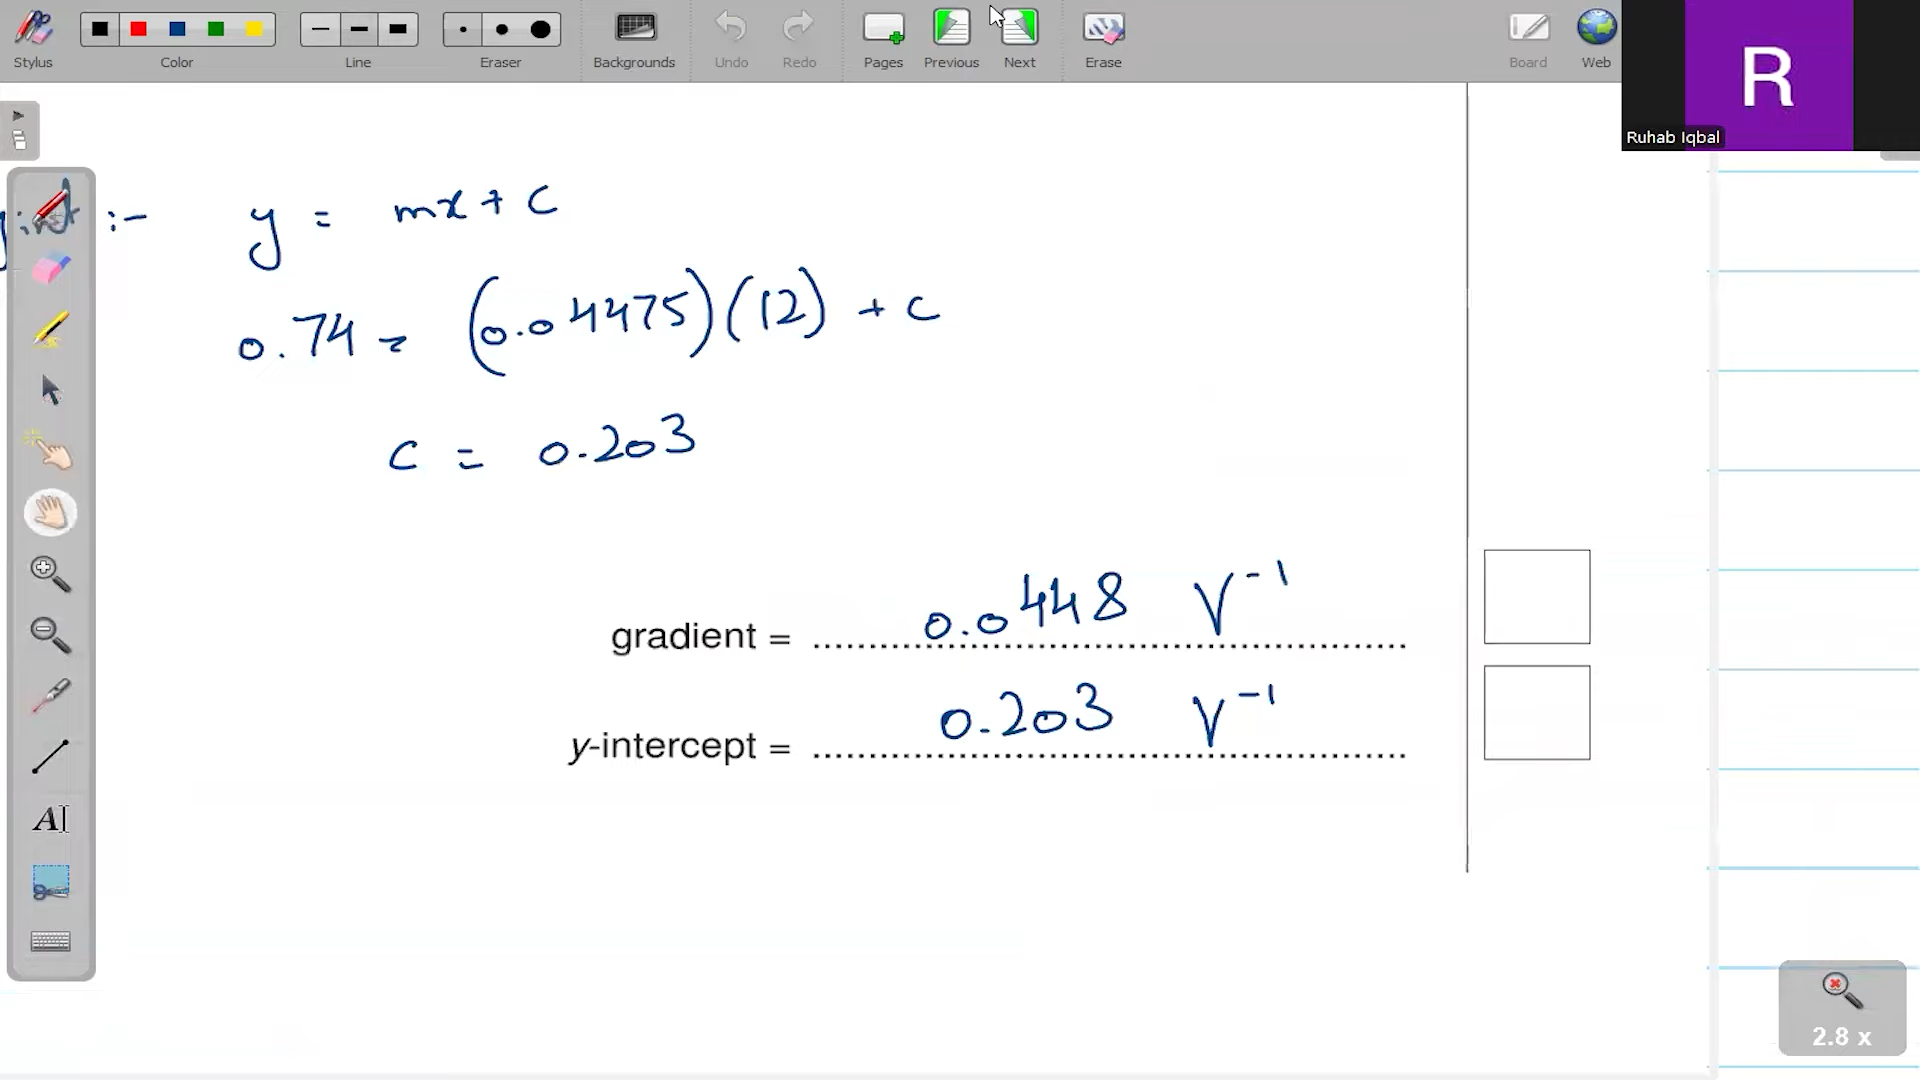 Stylus Color Line Eraser Backgrounds Undo Redo Pages Previous Next Erase Board Web
R
Ruhab Iqbal
:- y = mx + c
0.74 = (0.04475)(12) + c
c = 0.203
gradient = 0.0448 V⁻¹
y-intercept = 0.203 V⁻¹
AI
2.8 x